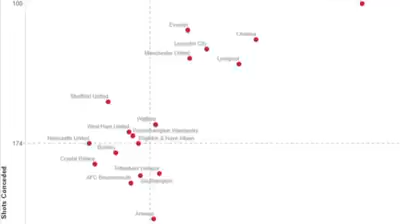 100
Everton
Chelsea
Leicester City
Manchester United
Liverpool
Sheffield United
Watford
West Ham United
Wolverhampton Wanderers
Brighton & Hove Albion
174
Newcastle United
Burnley
Crystal Palace
Tottenham Hotspur
AFC Bournemouth
Southampton
Arsenal
Shots Conceded